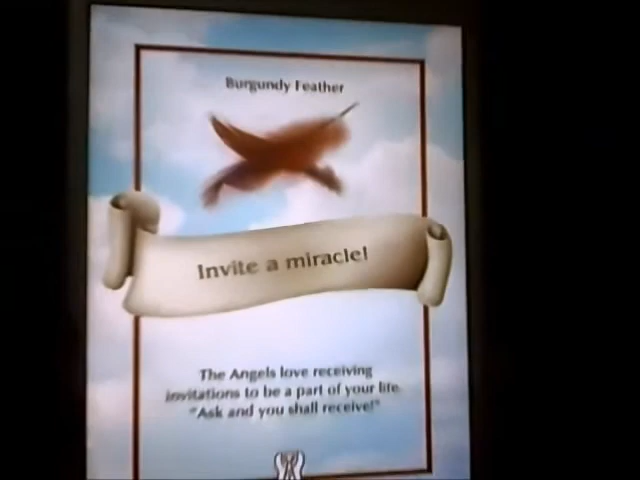 Burgundy Feather
Invite a miracle!
The Angels love receiving
invitations to be a part of your life.
"Ask and you shall receive!"